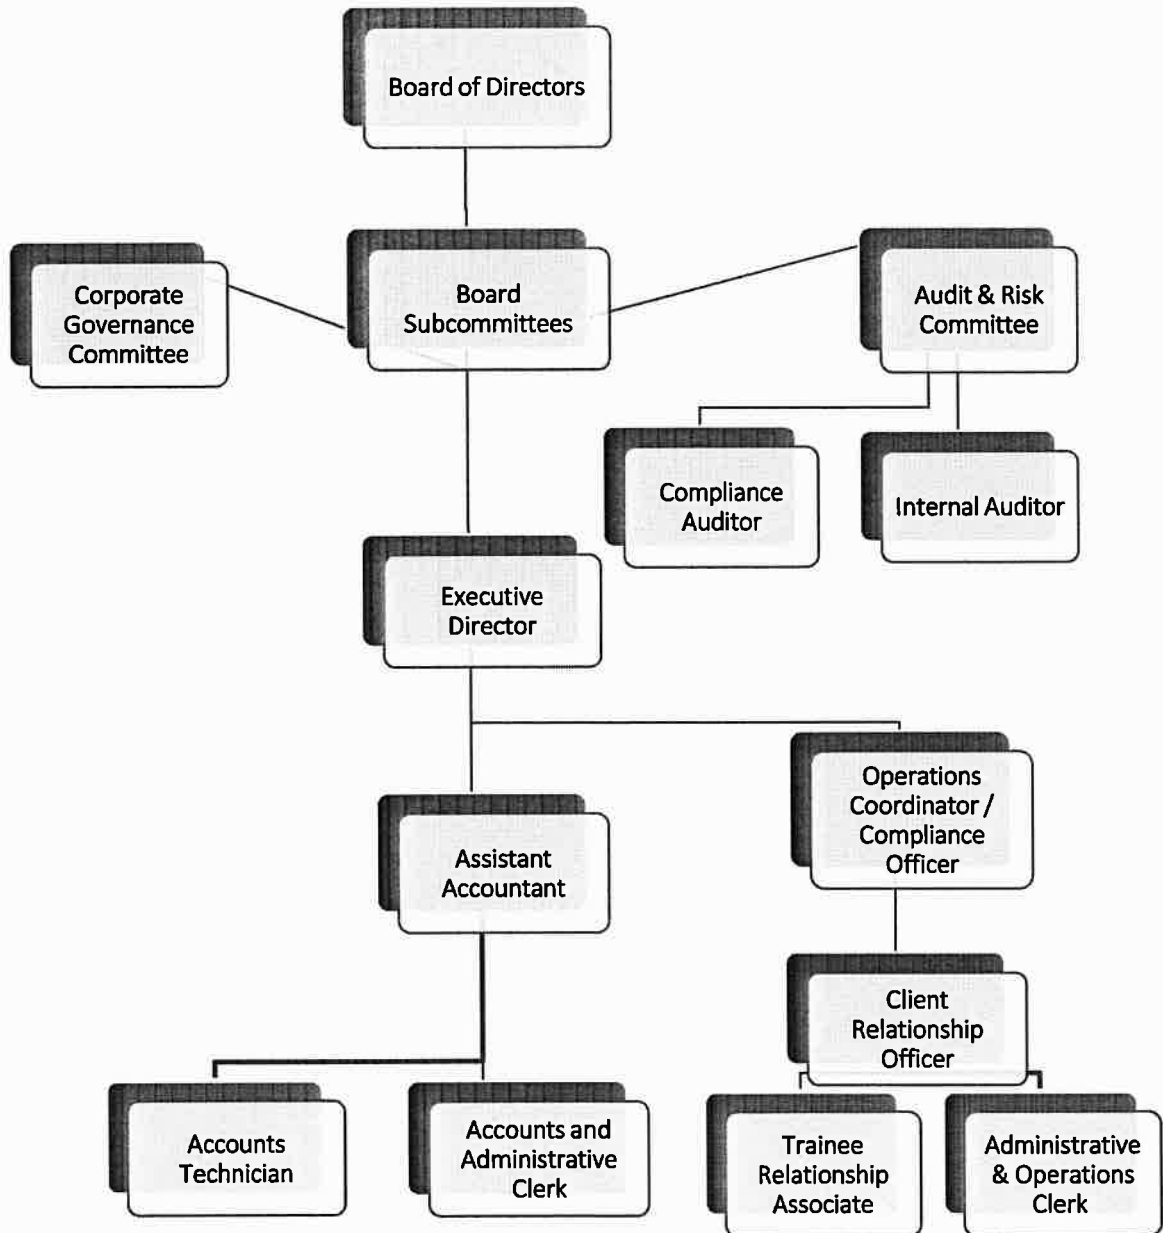 Board of Directors
Corporate
Governance
Committee
Board
Subcommittees
Audit & Risk
Committee
Compliance
Auditor
Internal Auditor
Executive
Director
Assistant
Accountant
Operations
Coordinator /
Compliance
Officer
Client
Relationship
Officer
Accounts
Technician
Accounts and
Administrative
Clerk
Trainee
Relationship
Associate
Administrative
& Operations
Clerk